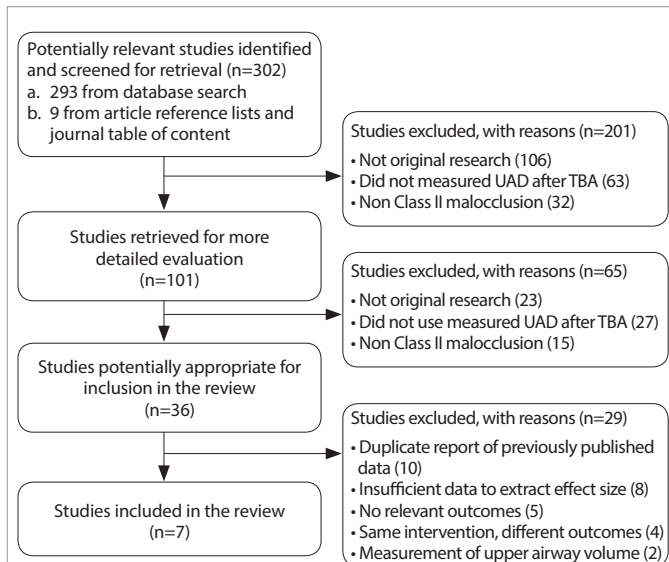 Potentially relevant studies identified
and screened for retrieval (n=302)
a. 293 from database search
b. 9 from article reference lists and
journal table of content
Studies excluded, with reasons (n=201)
• Not original research (106)
• Did not measured UAD after TBA (63)
• Non Class II malocclusion (32)
Studies retrieved for more
detailed evaluation
(n=101)
Studies excluded, with reasons (n=65)
• Not original research (23)
• Did not use measured UAD after TBA (27)
• Non Class II malocclusion (15)
Studies potentially appropriate for
inclusion in the review
(n=36)
Studies excluded, with reasons (n=29)
• Duplicate report of previously published
data (10)
• Insufficient data to extract effect size (8)
• No relevant outcomes (5)
• Same intervention, different outcomes (4)
• Measurement of upper airway volume (2)
Studies included in the review
(n=7)